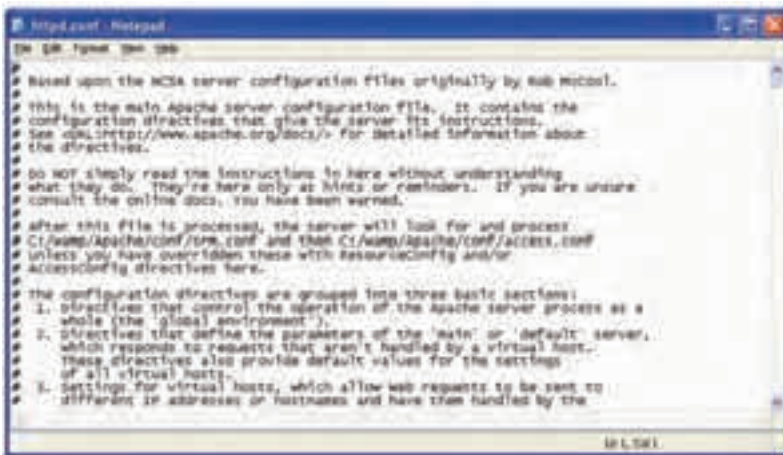 httpd.conf - Notepad
File Edit Format View Help
#
# Based upon the NCSA server configuration files originally by Rob McCool.
#
# This is the main Apache server configuration file. It contains the
# configuration directives that give the server its instructions.
# See <URL:http://www.apache.org/docs/> for detailed information about
# the directives.
#
# Do NOT simply read the instructions in here without understanding
# what they do. They're here only as hints or reminders. If you are unsure
# consult the online docs. You have been warned.
#
# After this file is processed, the server will look for and process
# C:/wamp/Apache/conf/srm.conf and then C:/wamp/Apache/conf/access.conf
# unless you have overridden these with ResourceConfig and/or
# AccessConfig directives here.
#
# The configuration directives are grouped into three basic sections:
# 1. Directives that control the operation of the Apache server process as a
# whole (the 'global environment').
# 2. Directives that define the parameters of the 'main' or 'default' server,
# which responds to requests that aren't handled by a virtual host.
# These directives also provide default values for the settings
# of all virtual hosts.
# 3. Settings for virtual hosts, which allow Web requests to be sent to
# different IP addresses or hostnames and have them handled by the